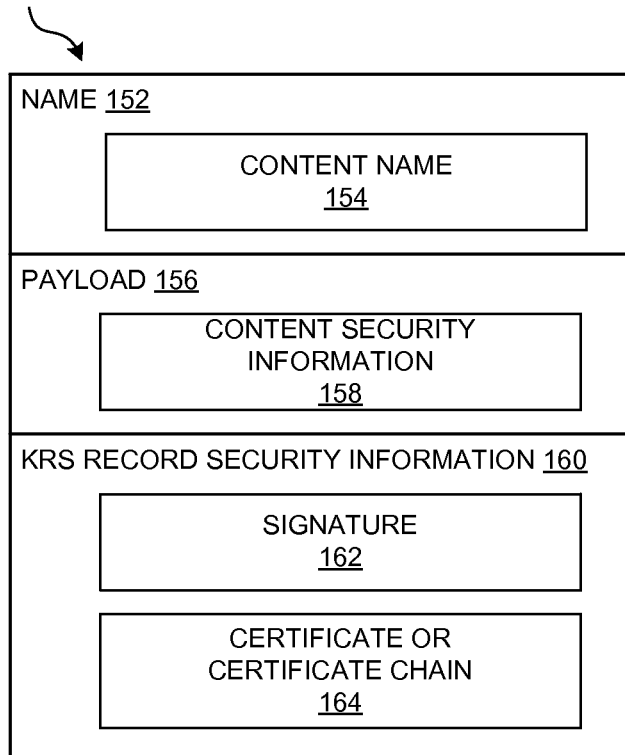 NAME 152
CONTENT NAME
154
PAYLOAD 156
CONTENT SECURITY
INFORMATION
158
KRS RECORD SECURITY INFORMATION 160
SIGNATURE
162
CERTIFICATE OR
CERTIFICATE CHAIN
164